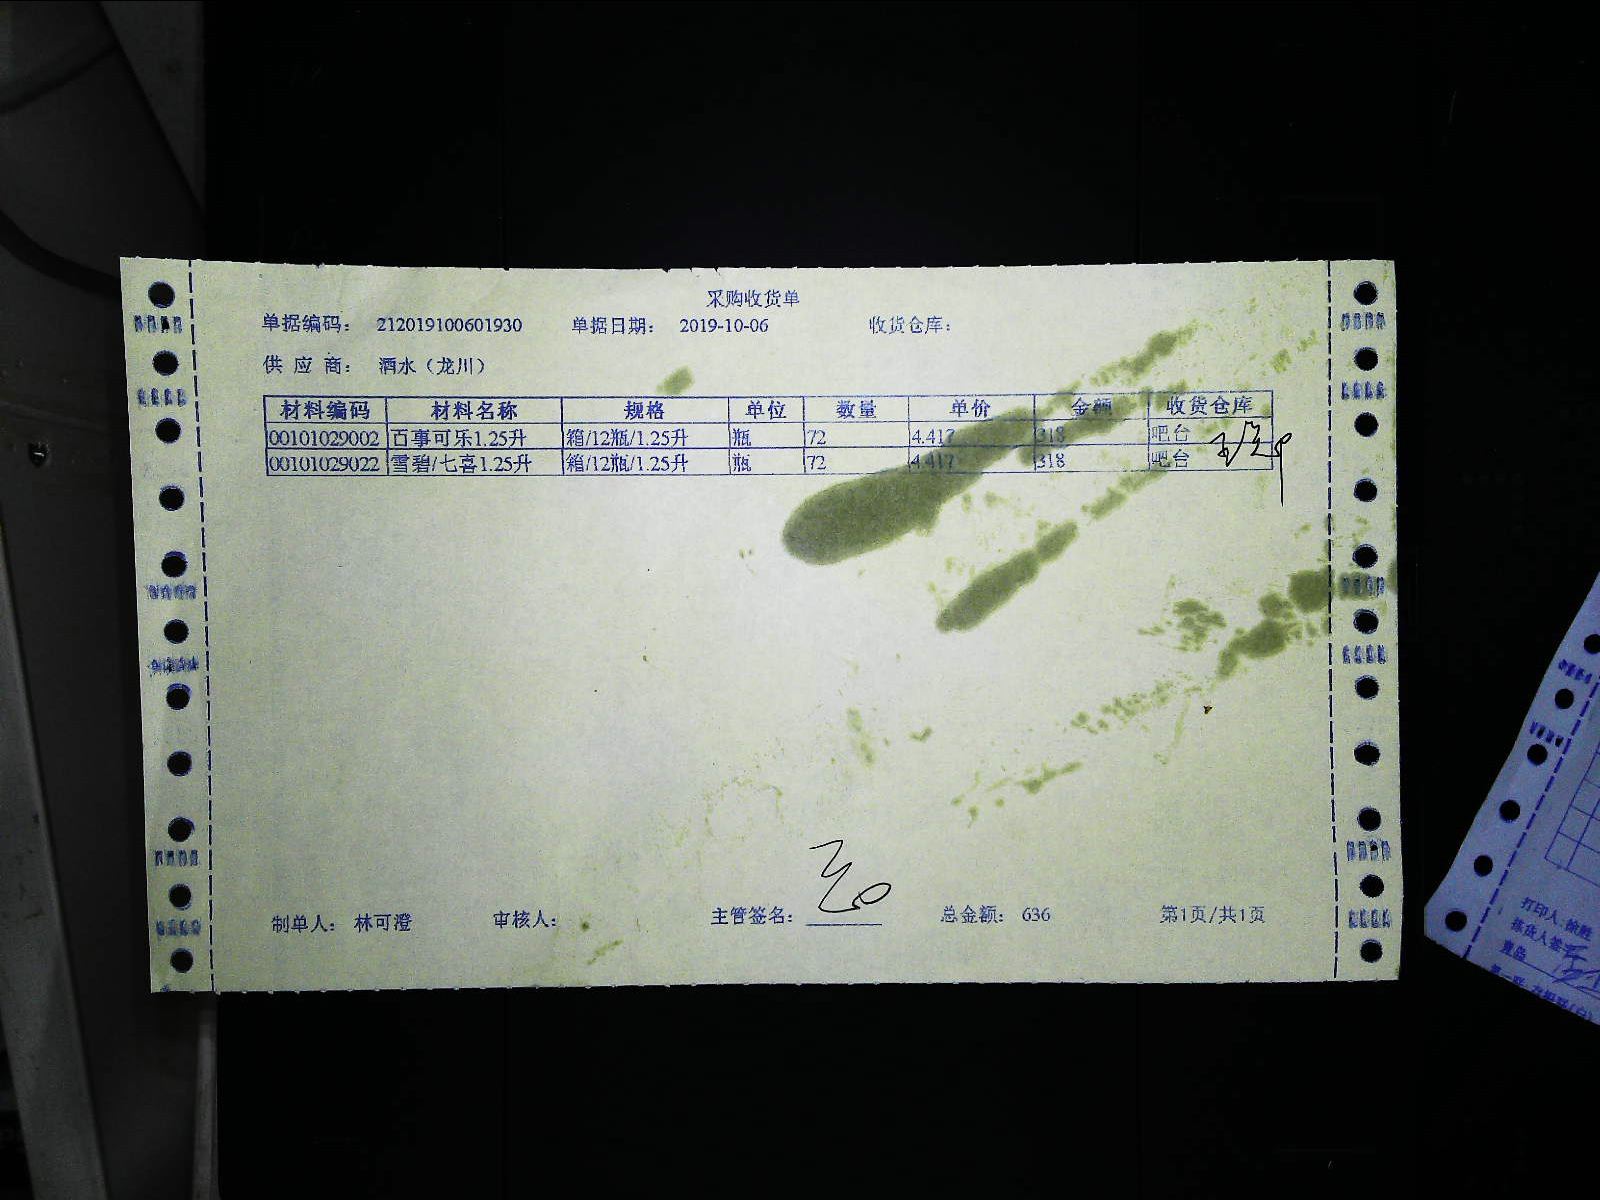 采购收货单
单据编码： 212019100601930 单据日期： 2019-10-06 收货仓库：
供 应 商： 酒水（龙川）
材料编码 材料名称 规格 单位 数量 单价 金额 收货仓库
00101029002 百事可乐1.25升 箱/12瓶/1.25升 瓶 72 4.417 318 吧台
00101029022 雪碧/七喜1.25升 箱/12瓶/1.25升 瓶 72 4.417 318 吧台
制单人： 林可澄 审核人： 主管签名： 总金额： 636 第1页/共1页
打印人